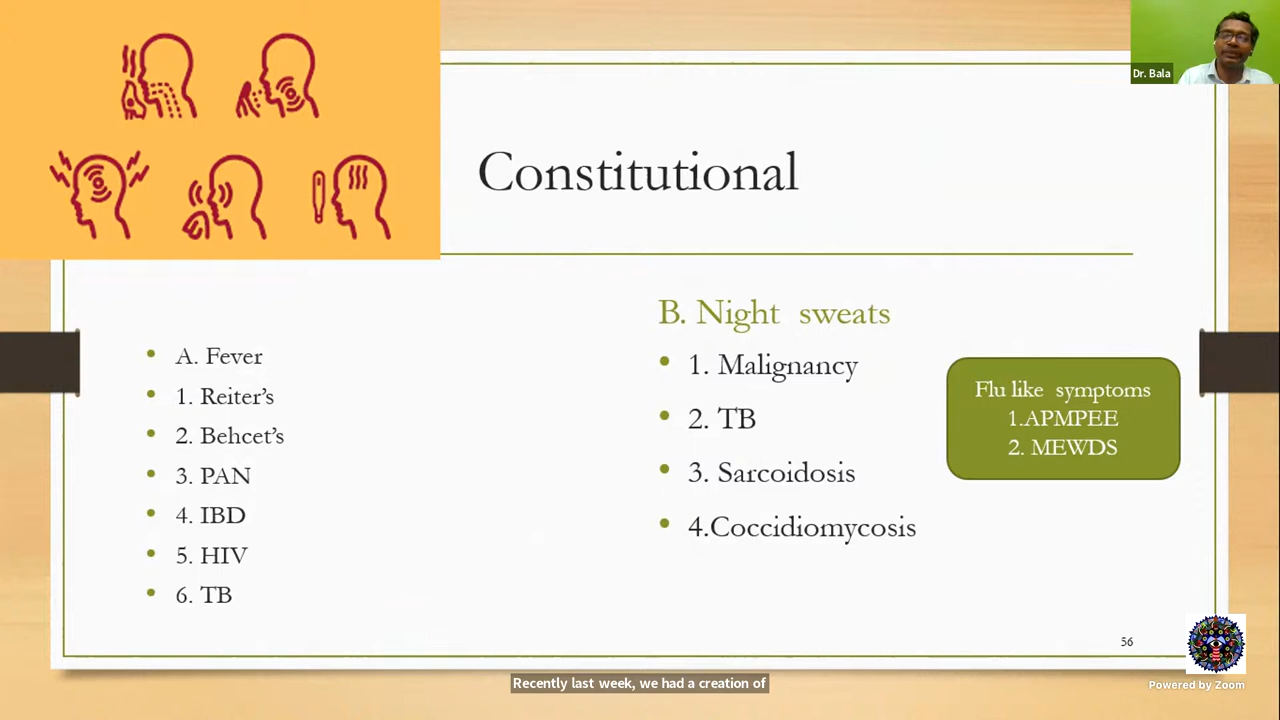 Dr. Bala
Constitutional
A. Fever
1. Reiter's
2. Behcet's
3. PAN
4. IBD
5. HIV
6. TB
B. Night sweats
1. Malignancy
2. TB
3. Sarcoidosis
4.Coccidiomycosis
Flu like symptoms
1.APMPEE
2. MEWDS
56
Recently last week, we had a creation of
Powered by Zoom